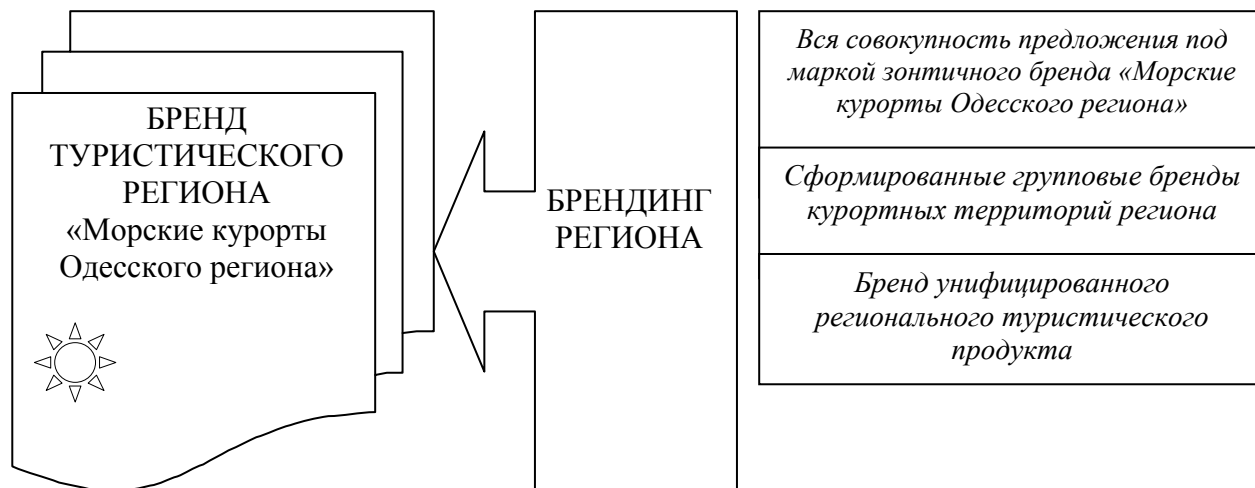 БРЕНД
ТУРИСТИЧЕСКОГО
РЕГИОНА
«Морские курорты
Одесского региона»
БРЕНДИНГ
РЕГИОНА
Вся совокупность предложения под
маркой зонтичного бренда «Морские
курорты Одесского региона»
Сформированные групповые бренды
курортных территорий региона
Бренд унифицированного
регионального туристического
продукта